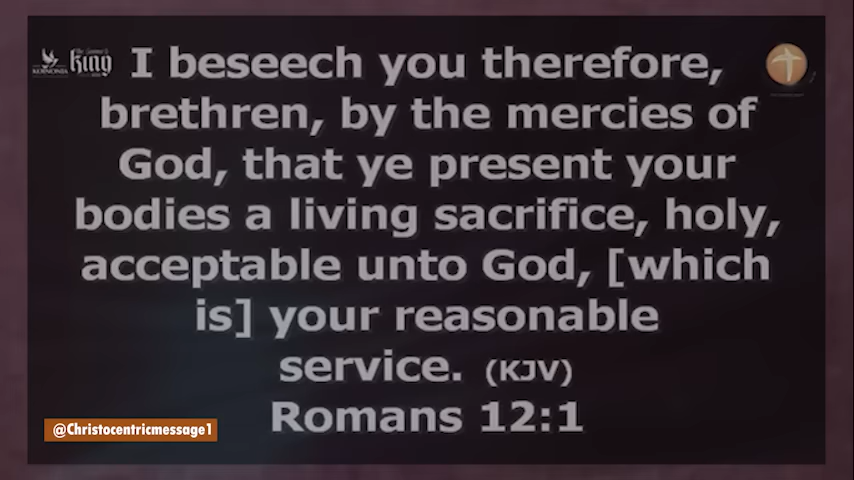 KOINONIA
King
I beseech you therefore,
brethren, by the mercies of
God, that ye present your
bodies a living sacrifice, holy,
acceptable unto God, [which
is] your reasonable
service. (KJV)
Romans 12:1
@Christocentricmessage1